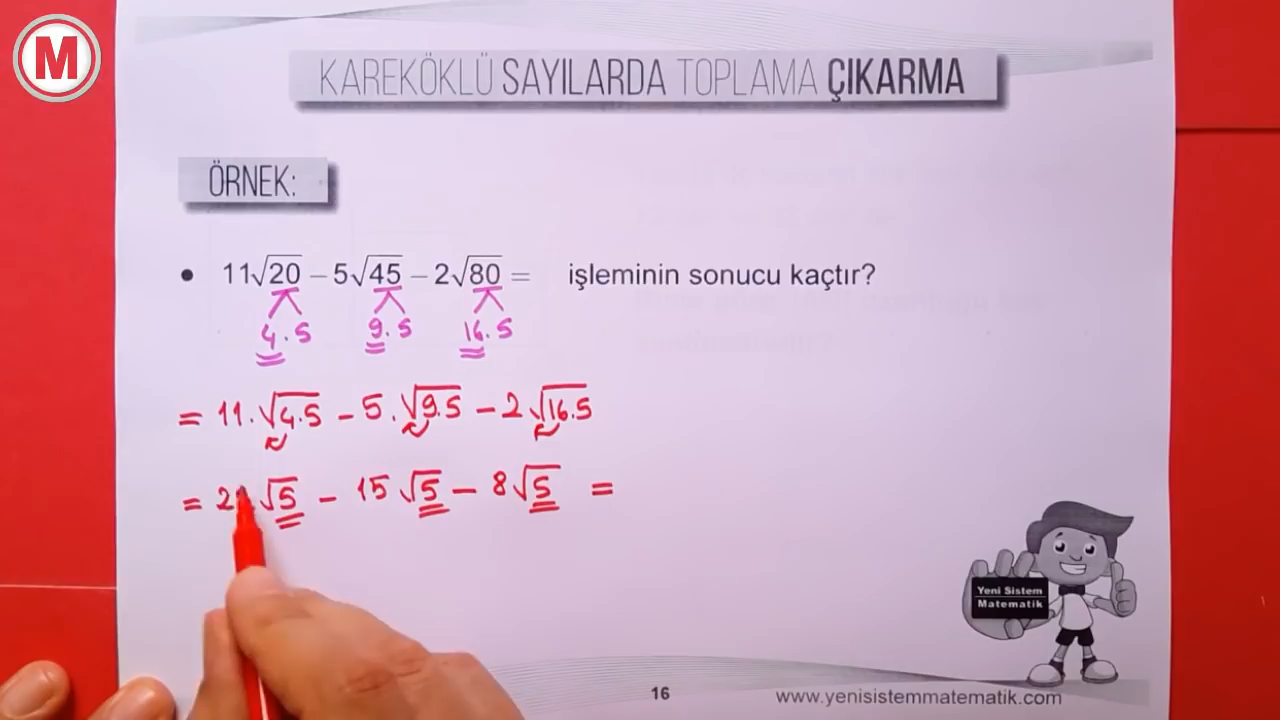 M
KAREKÖKLÜ SAYILARDA TOPLAMA ÇIKARMA
ÖRNEK:
• 11√20 – 5√45 – 2√80 = işleminin sonucu kaçtır?
4.5 9.5 16.5
= 11.√4.5 – 5.√9.5 – 2√16.5
= 2 √5 – 15√5 – 8√5 =
Yeni Sistem
Matematik
16
www.yenisistemmatematik.com